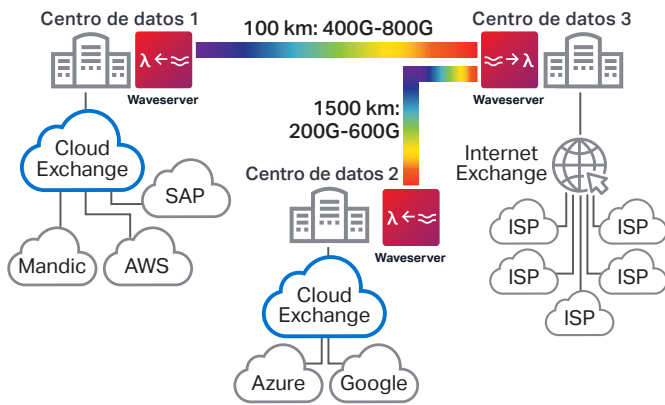 Centro de datos 1
100 km: 400G-800G
Centro de datos 3
λ
λ
Waveserver
Waveserver
1500 km:
200G-600G
Cloud
Exchange
Internet
Exchange
Centro de datos 2
SAP
λ
ISP
ISP
Mandic
AWS
Waveserver
ISP
ISP
Cloud
Exchange
ISP
Azure
Google